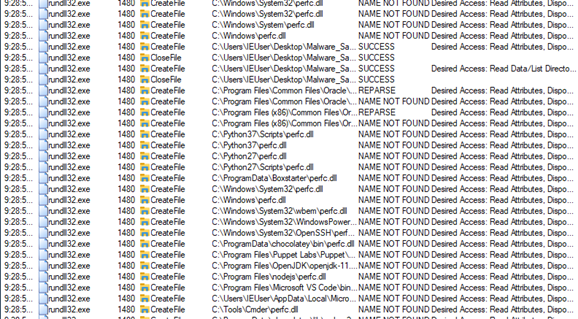 9:28:5... rundll32.exe 1480 CreateFile C:\Windows\System32\perfc.dll NAME NOT FOUND Desired Access: Read Attributes, Dispo...
9:28:5... rundll32.exe 1480 CreateFile C:\Windows\System32\perfc.dll NAME NOT FOUND Desired Access: Read Attributes, Dispo...
9:28:5... rundll32.exe 1480 CreateFile C:\Windows\System\perfc.dll NAME NOT FOUND Desired Access: Read Attributes, Dispo...
9:28:5... rundll32.exe 1480 CreateFile C:\Windows\perfc.dll NAME NOT FOUND Desired Access: Read Attributes, Dispo...
9:28:5... rundll32.exe 1480 CreateFile C:\Users\IEUser\Desktop\Malware_Sa... SUCCESS Desired Access: Read Attributes, Dispo...
9:28:5... rundll32.exe 1480 CloseFile C:\Users\IEUser\Desktop\Malware_Sa... SUCCESS
9:28:5... rundll32.exe 1480 CreateFile C:\Users\IEUser\Desktop\Malware_Sa... SUCCESS Desired Access: Read Data/List Directo...
9:28:5... rundll32.exe 1480 CloseFile C:\Users\IEUser\Desktop\Malware_Sa... SUCCESS
9:28:5... rundll32.exe 1480 CreateFile C:\Program Files\Common Files\Oracle\... REPARSE Desired Access: Read Attributes, Dispo...
9:28:5... rundll32.exe 1480 CreateFile C:\Program Files\Common Files\Oracle\... NAME NOT FOUND Desired Access: Read Attributes, Dispo...
9:28:5... rundll32.exe 1480 CreateFile C:\Program Files (x86)\Common Files\Or... REPARSE Desired Access: Read Attributes, Dispo...
9:28:5... rundll32.exe 1480 CreateFile C:\Program Files (x86)\Common Files\Or... NAME NOT FOUND Desired Access: Read Attributes, Dispo...
9:28:5... rundll32.exe 1480 CreateFile C:\Python37\Scripts\perfc.dll NAME NOT FOUND Desired Access: Read Attributes, Dispo...
9:28:5... rundll32.exe 1480 CreateFile C:\Python37\perfc.dll NAME NOT FOUND Desired Access: Read Attributes, Dispo...
9:28:5... rundll32.exe 1480 CreateFile C:\Python27\perfc.dll NAME NOT FOUND Desired Access: Read Attributes, Dispo...
9:28:5... rundll32.exe 1480 CreateFile C:\Python27\Scripts\perfc.dll NAME NOT FOUND Desired Access: Read Attributes, Dispo...
9:28:5... rundll32.exe 1480 CreateFile C:\ProgramData\Boxstarter\perfc.dll NAME NOT FOUND Desired Access: Read Attributes, Dispo...
9:28:5... rundll32.exe 1480 CreateFile C:\Windows\System32\perfc.dll NAME NOT FOUND Desired Access: Read Attributes, Dispo...
9:28:5... rundll32.exe 1480 CreateFile C:\Windows\perfc.dll NAME NOT FOUND Desired Access: Read Attributes, Dispo...
9:28:5... rundll32.exe 1480 CreateFile C:\Windows\System32\wbem\perfc.dll NAME NOT FOUND Desired Access: Read Attributes, Dispo...
9:28:5... rundll32.exe 1480 CreateFile C:\Windows\System32\WindowsPower... NAME NOT FOUND Desired Access: Read Attributes, Dispo...
9:28:5... rundll32.exe 1480 CreateFile C:\Windows\System32\OpenSSH\perf... NAME NOT FOUND Desired Access: Read Attributes, Dispo...
9:28:5... rundll32.exe 1480 CreateFile C:\ProgramData\chocolatey\bin\perfc.dll NAME NOT FOUND Desired Access: Read Attributes, Dispo...
9:28:5... rundll32.exe 1480 CreateFile C:\Program Files\Puppet Labs\Puppet\... NAME NOT FOUND Desired Access: Read Attributes, Dispo...
9:28:5... rundll32.exe 1480 CreateFile C:\Program Files\OpenJDK\openjdk-11.... NAME NOT FOUND Desired Access: Read Attributes, Dispo...
9:28:5... rundll32.exe 1480 CreateFile C:\Program Files\nodejs\perfc.dll NAME NOT FOUND Desired Access: Read Attributes, Dispo...
9:28:5... rundll32.exe 1480 CreateFile C:\Program Files\Microsoft VS Code\bin... NAME NOT FOUND Desired Access: Read Attributes, Dispo...
9:28:5... rundll32.exe 1480 CreateFile C:\Users\IEUser\AppData\Local\Micro... NAME NOT FOUND Desired Access: Read Attributes, Dispo...
9:28:5... rundll32.exe 1480 CreateFile C:\Tools\Cmder\perfc.dll NAME NOT FOUND Desired Access: Read Attributes, Dispo...